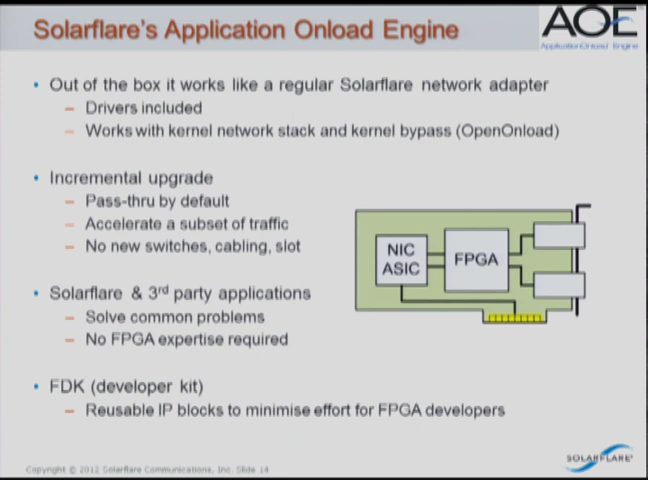 Solarflare's Application Onload Engine
AOE
ApplicationOnload Engine
• Out of the box it works like a regular Solarflare network adapter
– Drivers included
– Works with kernel network stack and kernel bypass (OpenOnload)
• Incremental upgrade
– Pass-thru by default
– Accelerate a subset of traffic
– No new switches, cabling, slot
NIC
ASIC
FPGA
• Solarflare & 3rd party applications
– Solve common problems
– No FPGA expertise required
• FDK (developer kit)
– Reusable IP blocks to minimise effort for FPGA developers
Copyright © 2012 Solarflare Communications, Inc. Slide 14
SOLARFLARE